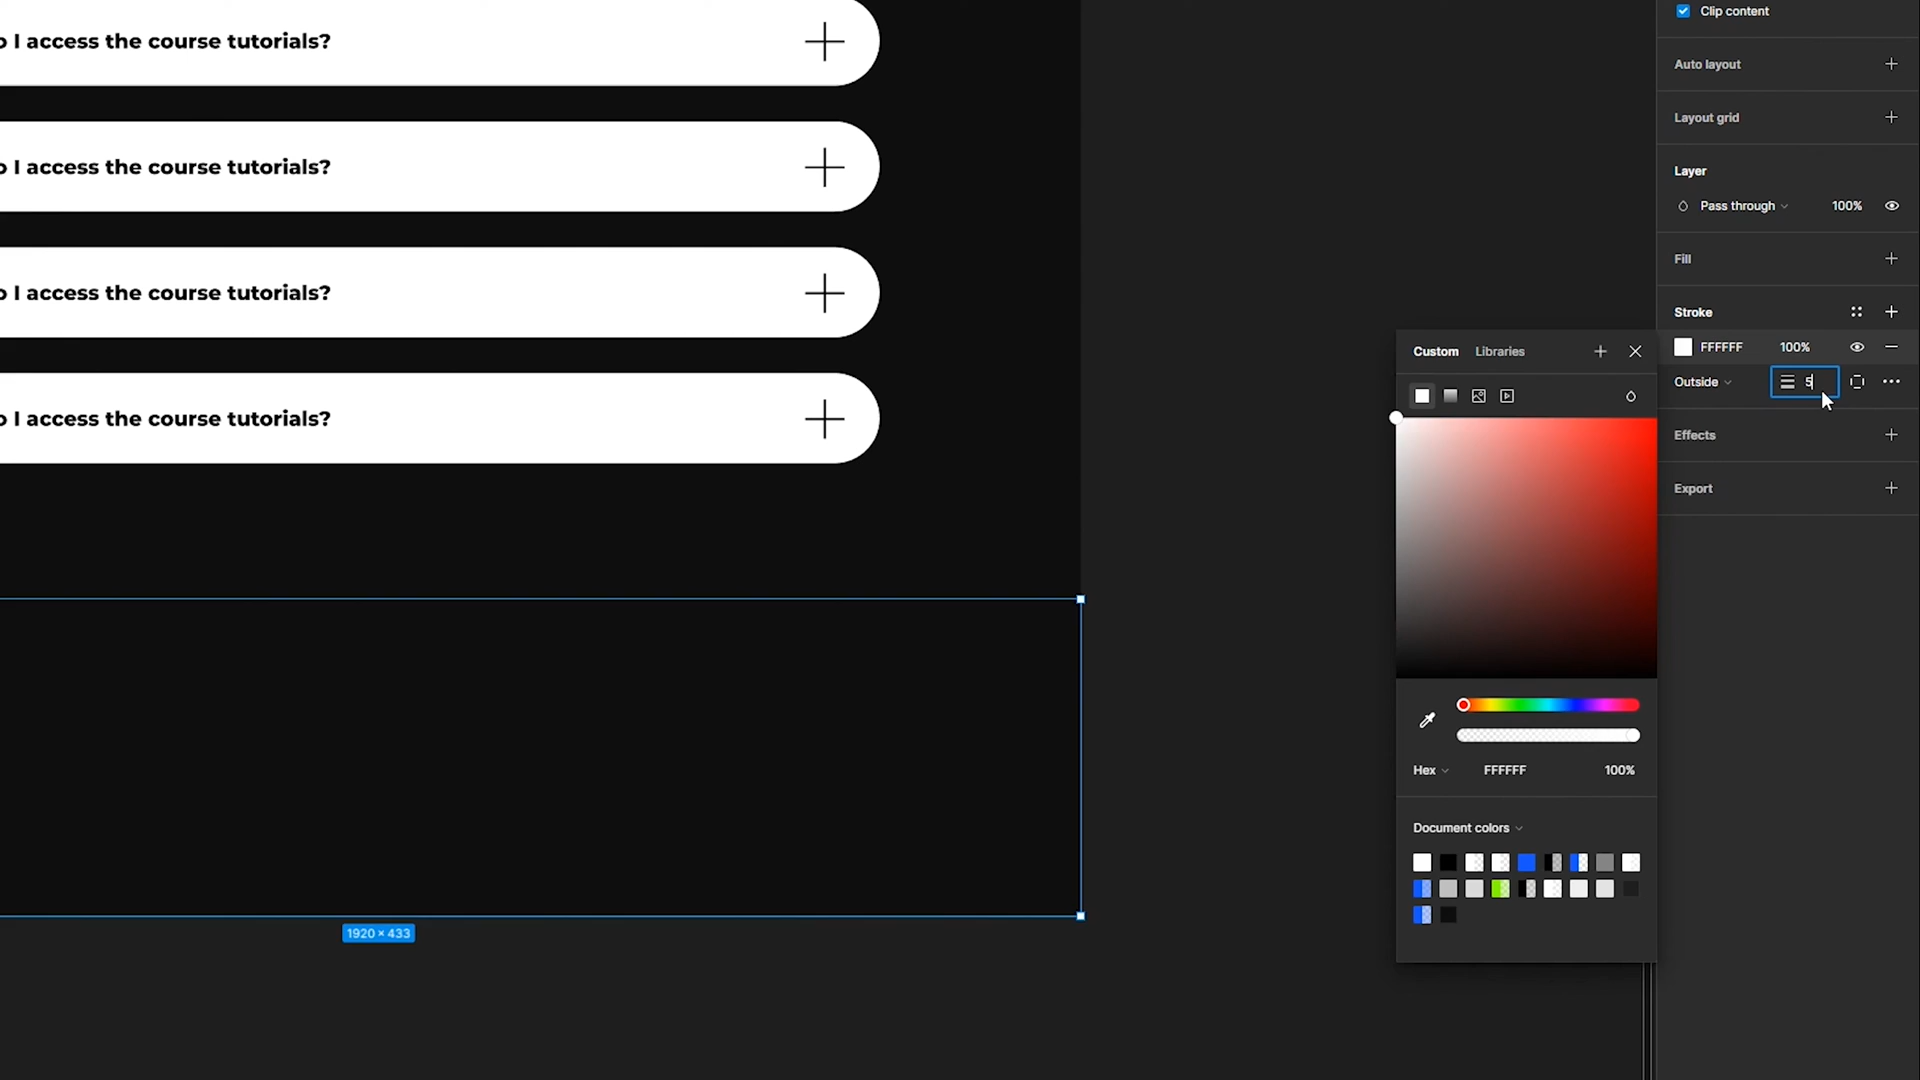 o I access the course tutorials?
o I access the course tutorials?
o I access the course tutorials?
o I access the course tutorials?
1920 × 433
Clip content
Auto layout
Layout grid
Layer
Pass through 100%
Fill
Stroke
FFFFFF 100%
Outside 5
Effects
Export
Custom Libraries
Hex FFFFFF 100%
Document colors